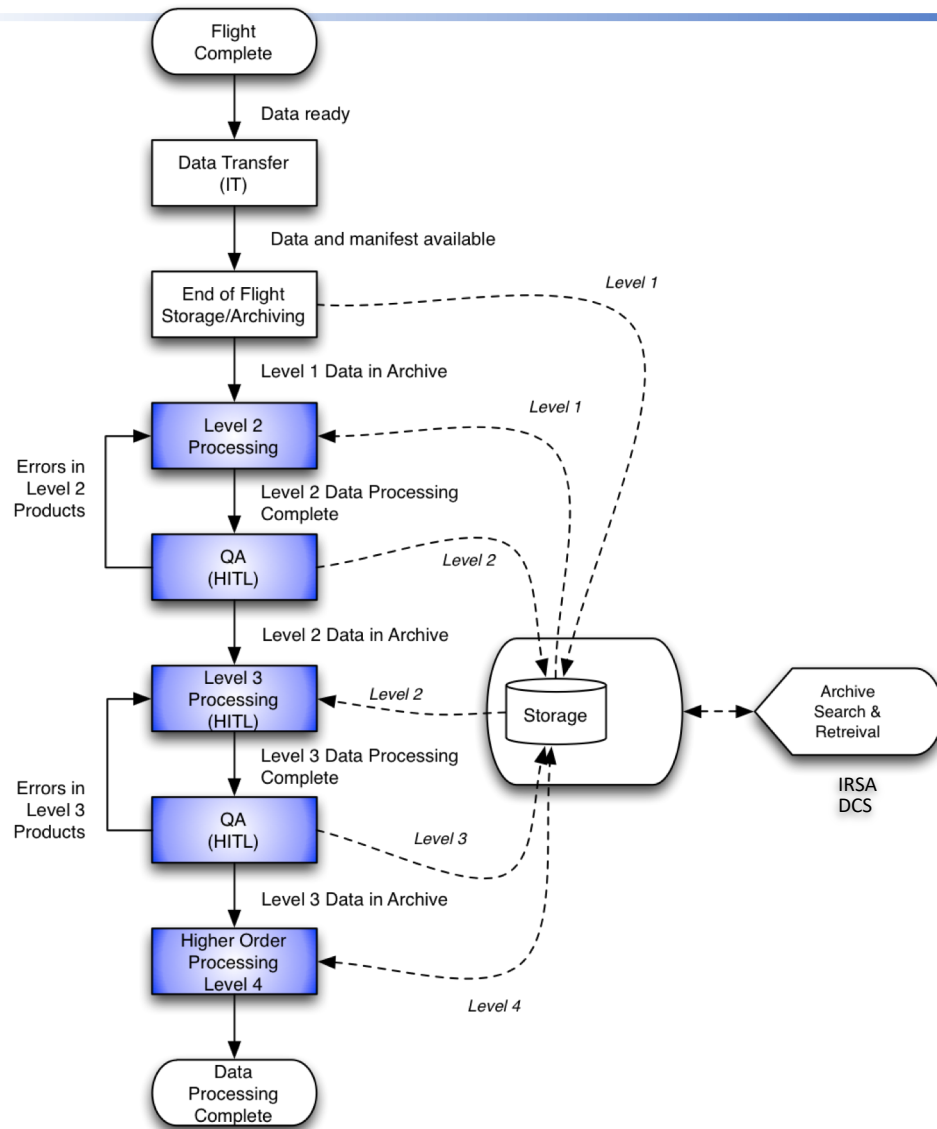 Flight
Complete
Data ready
Data Transfer
(IT)
Data and manifest available
End of Flight
Storage/Archiving
Level 1
Level 1 Data in Archive
Level 1
Level 2
Processing
Errors in
Level 2
Products
Level 2 Data Processing
Complete
QA
(HITL)
Level 2
Level 2 Data in Archive
Level 3
Processing
(HITL)
Level 2
Storage
Archive
Search &
Retreival
IRSA
DCS
Level 3 Data Processing
Complete
Errors in
Level 3
Products
QA
(HITL)
Level 3
Level 3 Data in Archive
Higher Order
Processing
Level 4
Level 4
Data
Processing
Complete